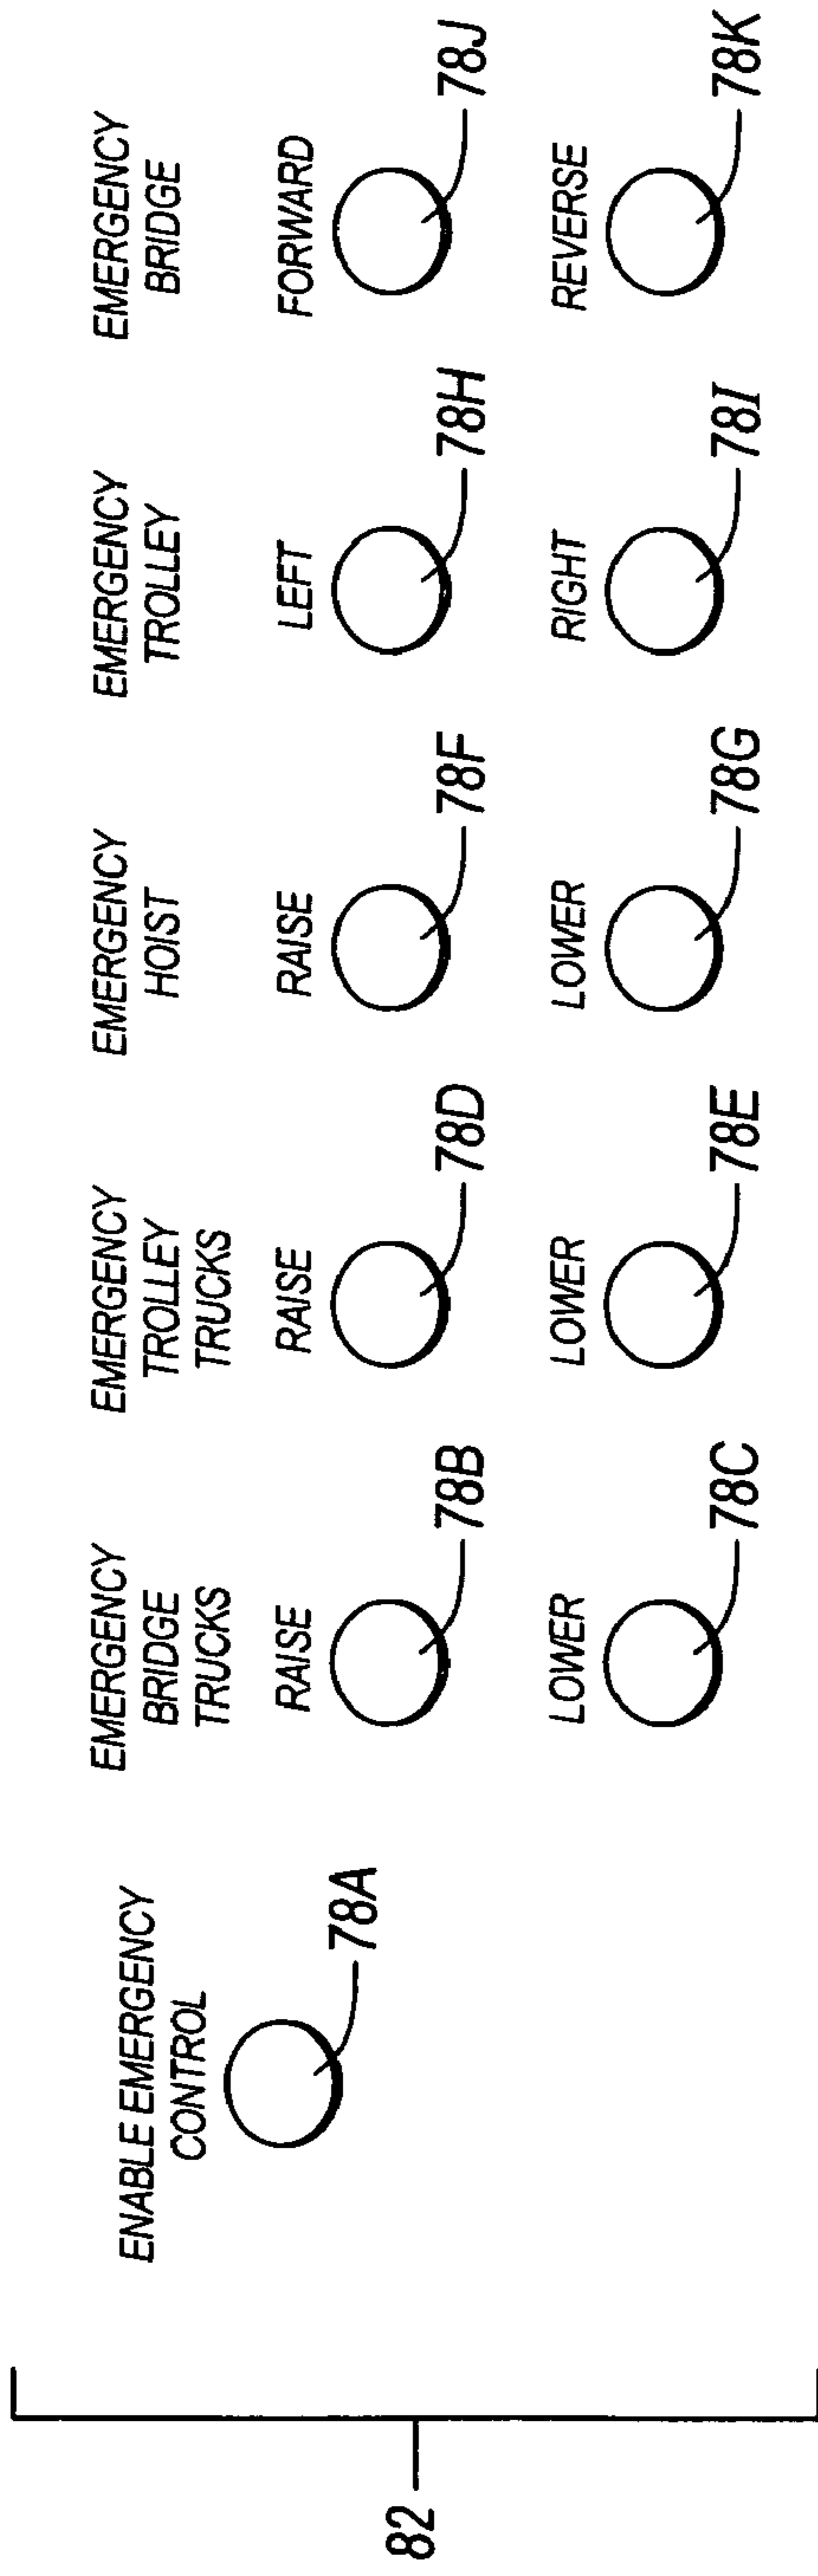 82
ENABLE EMERGENCY
CONTROL
78A
EMERGENCY
BRIDGE
TRUCKS
RAISE
78B
LOWER
78C
EMERGENCY
TROLLEY
TRUCKS
RAISE
78D
LOWER
78E
EMERGENCY
HOIST
RAISE
78F
LOWER
78G
EMERGENCY
TROLLEY
LEFT
78H
RIGHT
78I
EMERGENCY
BRIDGE
FORWARD
78J
REVERSE
78K